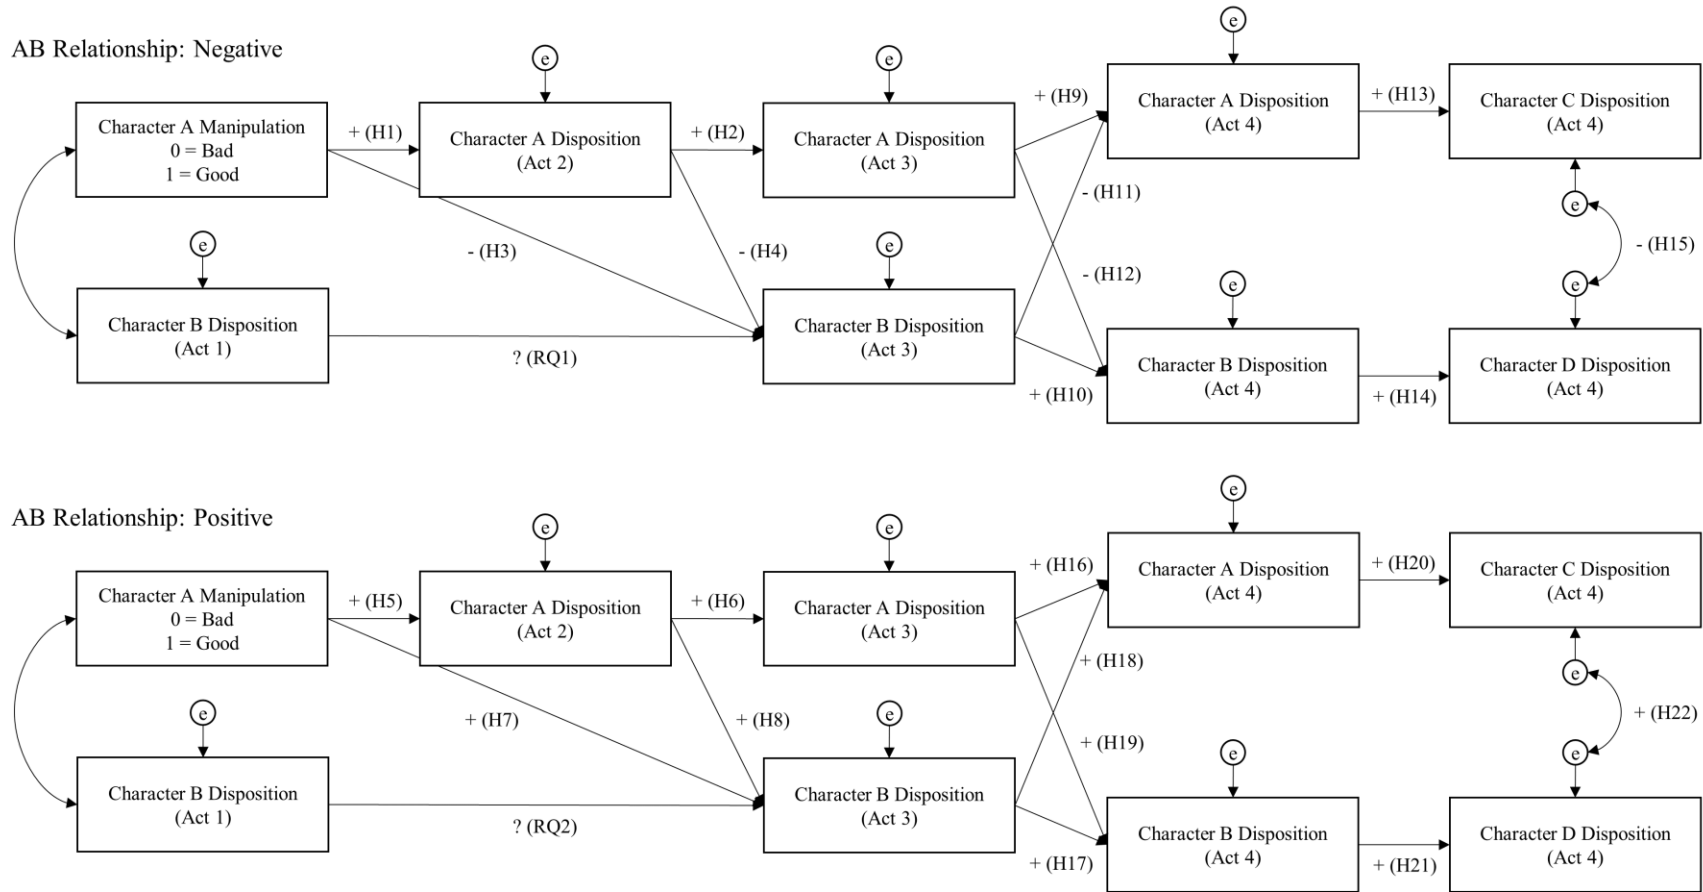 AB Relationship: Negative
e
e
e
Character A Manipulation
0 = Bad
1 = Good
+ (H1)
Character A Disposition
(Act 2)
+ (H2)
Character A Disposition
(Act 3)
+ (H9)
Character A Disposition
(Act 4)
+ (H13)
Character C Disposition
(Act 4)
- (H11)
e
e
e
- (H3)
- (H4)
- (H15)
- (H12)
e
e
Character B Disposition
(Act 1)
? (RQ1)
Character B Disposition
(Act 3)
+ (H10)
Character B Disposition
(Act 4)
+ (H14)
Character D Disposition
(Act 4)
AB Relationship: Positive
e
e
e
Character A Manipulation
0 = Bad
1 = Good
+ (H5)
Character A Disposition
(Act 2)
+ (H6)
Character A Disposition
(Act 3)
+ (H16)
Character A Disposition
(Act 4)
+ (H20)
Character C Disposition
(Act 4)
+ (H18)
e
e
e
+ (H7)
+ (H8)
+ (H22)
+ (H19)
e
e
Character B Disposition
(Act 1)
? (RQ2)
Character B Disposition
(Act 3)
+ (H17)
Character B Disposition
(Act 4)
+ (H21)
Character D Disposition
(Act 4)